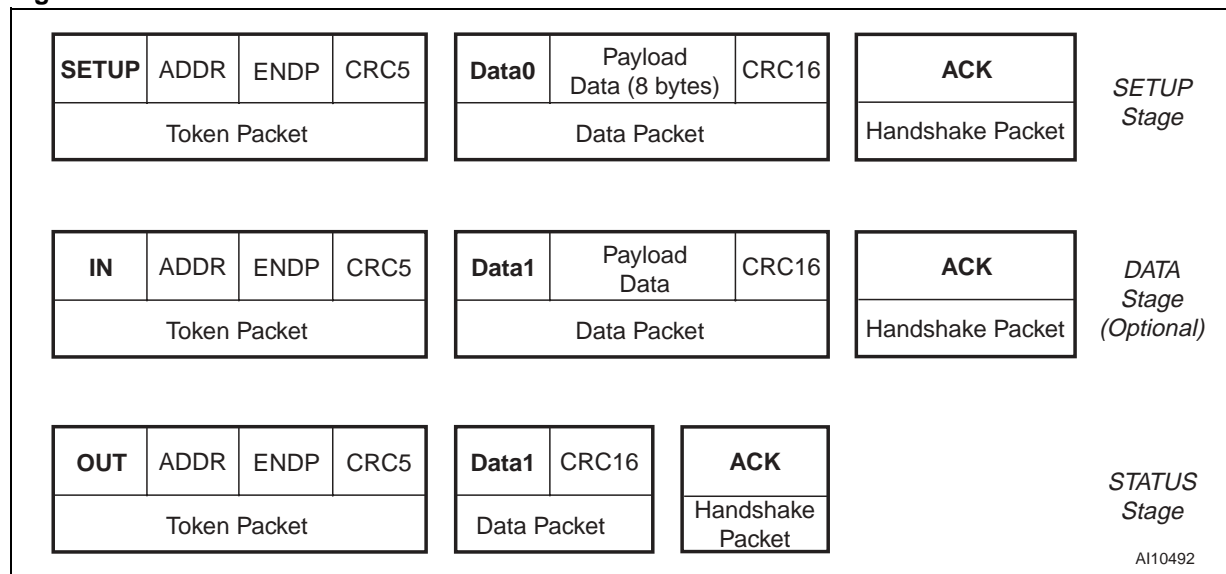 SETUP ADDR ENDP CRC5
Token Packet
Data0 Payload Data (8 bytes) CRC16
Data Packet
ACK
Handshake Packet
SETUP
Stage
IN ADDR ENDP CRC5
Token Packet
Data1 Payload Data CRC16
Data Packet
ACK
Handshake Packet
DATA
Stage
(Optional)
OUT ADDR ENDP CRC5
Token Packet
Data1 CRC16
Data Packet
ACK
Handshake
Packet
STATUS
Stage
AI10492